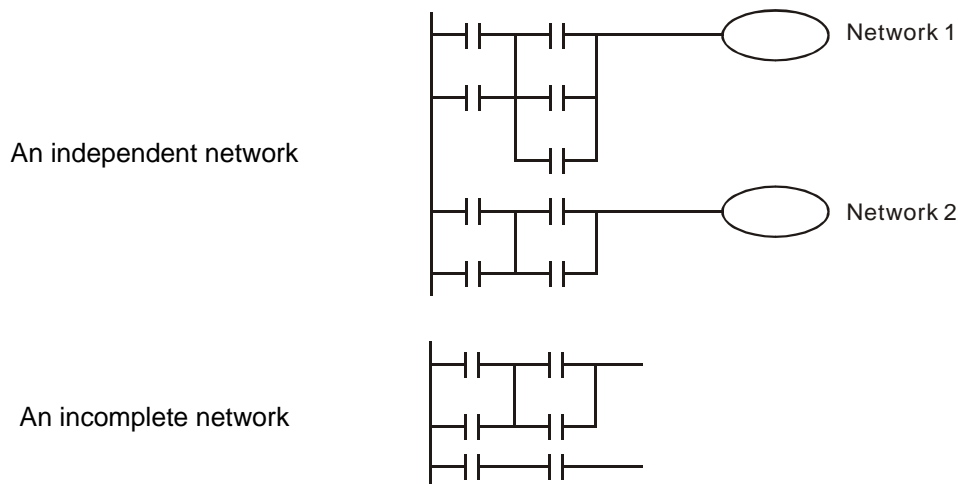 Network 1
An independent network
Network 2
An incomplete network